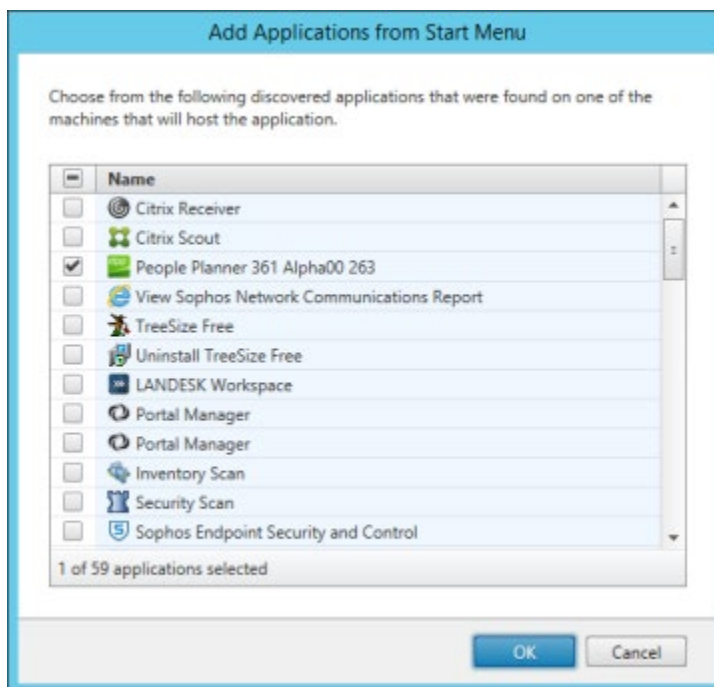 Add Applications from Start Menu
Choose from the following discovered applications that were found on one of the
machines that will host the application.
Name
Citrix Receiver
Citrix Scout
People Planner 361 Alpha00 263
View Sophos Network Communications Report
TreeSize Free
Uninstall TreeSize Free
LANDESK Workspace
Portal Manager
Portal Manager
Inventory Scan
Security Scan
Sophos Endpoint Security and Control
1 of 59 applications selected
OK
Cancel